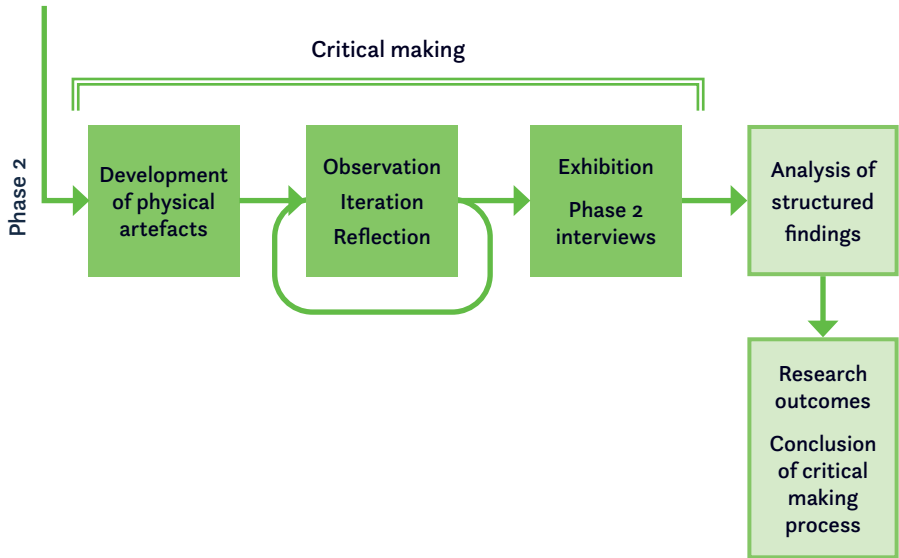 Critical making
Phase 2
Development
of physical
artefacts
Observation
Iteration
Reflection
Exhibition
Phase 2
interviews
Analysis of
structured
findings
Research
outcomes
Conclusion
of critical
making
process